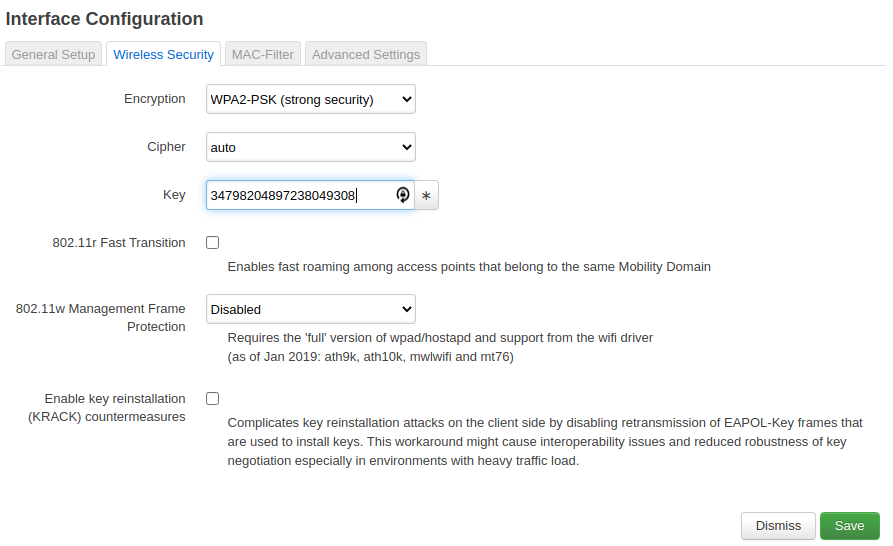 Interface Configuration
General Setup Wireless Security MAC-Filter Advanced Settings
Encryption WPA2-PSK (strong security)
Cipher auto
Key 34798204897238049308 *
802.11r Fast Transition
Enables fast roaming among access points that belong to the same Mobility Domain
802.11w Management Frame Protection Disabled
Requires the 'full' version of wpad/hostapd and support from the wifi driver
(as of Jan 2019: ath9k, ath10k, mwlwifi and mt76)
Enable key reinstallation
(KRACK) countermeasures
Complicates key reinstallation attacks on the client side by disabling retransmission of EAPOL-Key frames that
are used to install keys. This workaround might cause interoperability issues and reduced robustness of key
negotiation especially in environments with heavy traffic load.
Dismiss Save